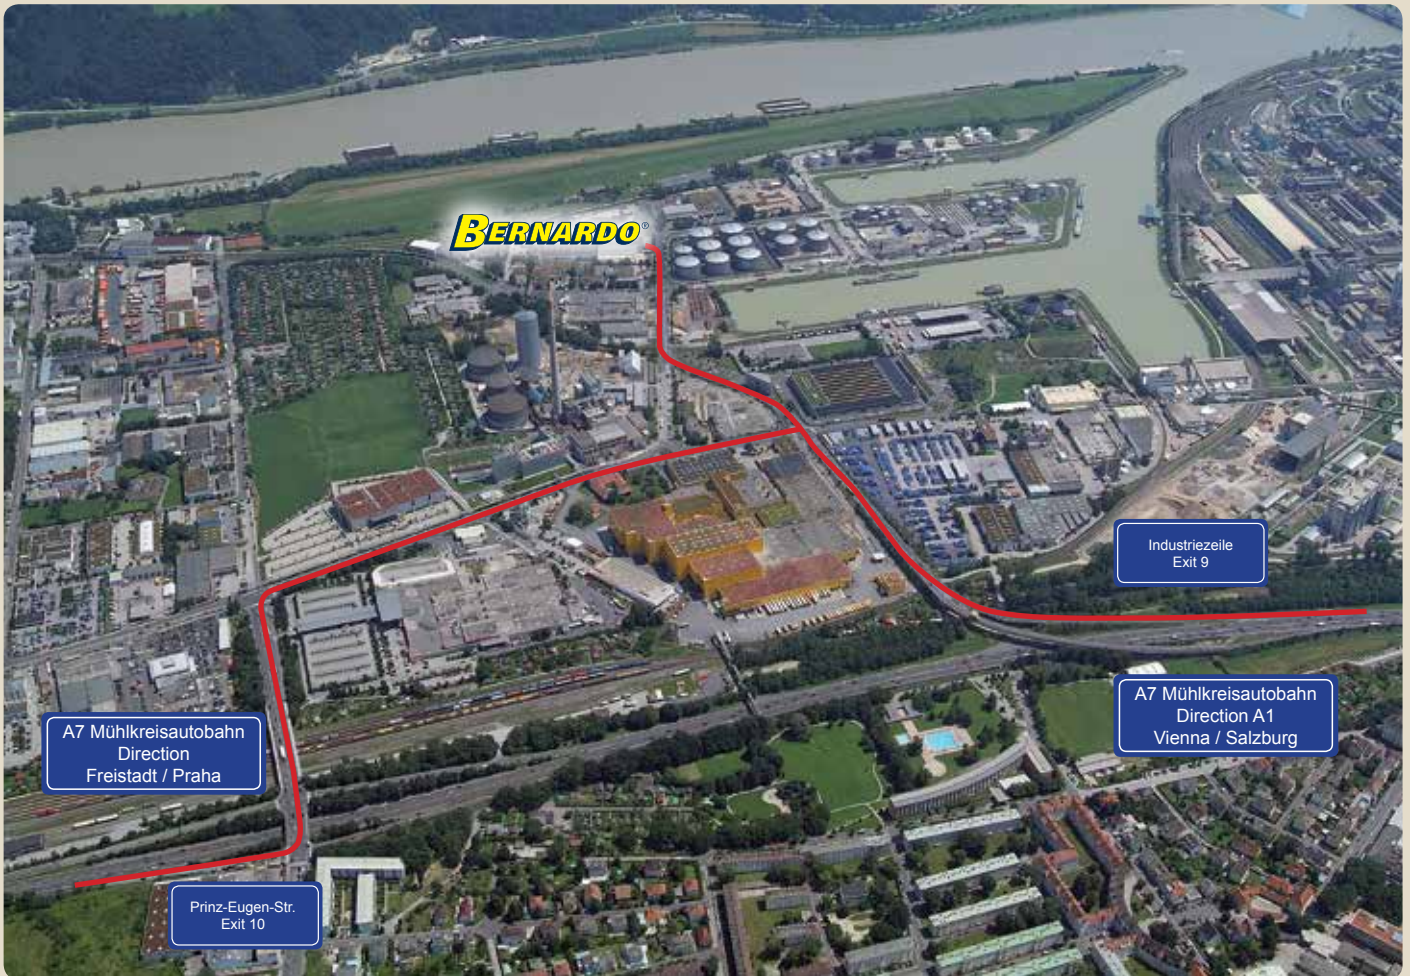 BERNARDO®
Industriezeile
Exit 9
A7 Mühlkreisautobahn
Direction A1
Vienna / Salzburg
A7 Mühlkreisautobahn
Direction
Freistadt / Praha
Prinz-Eugen-Str.
Exit 10